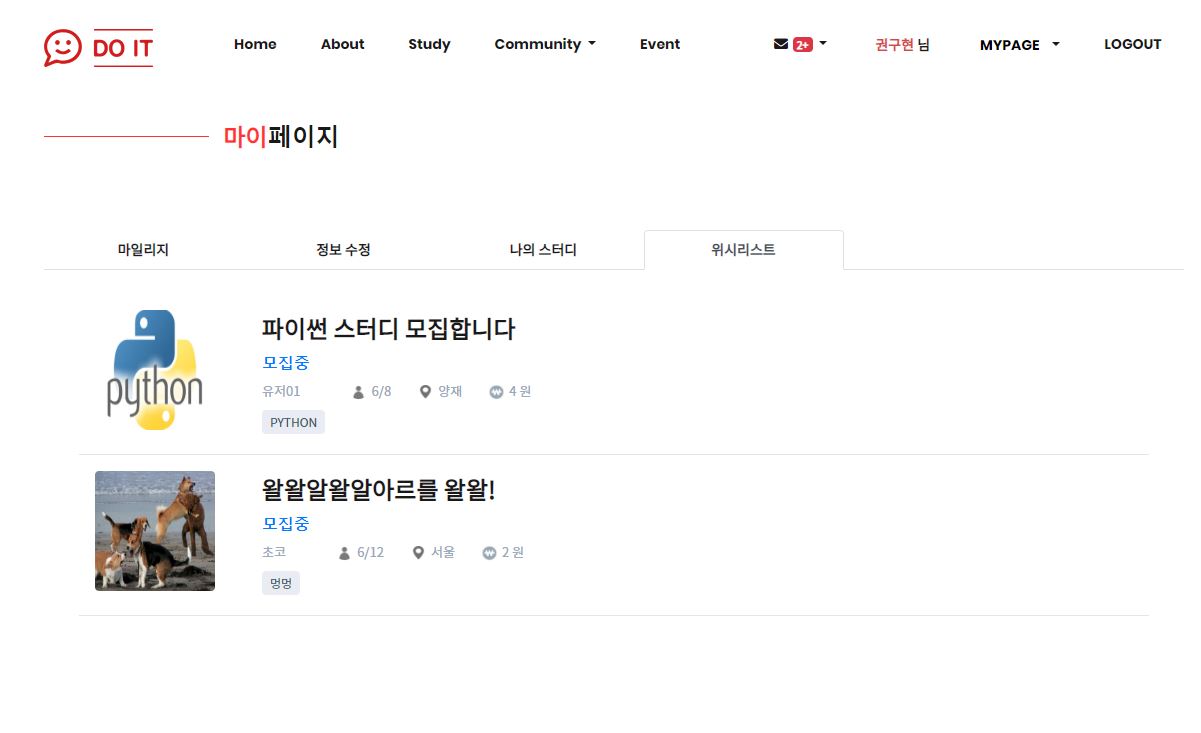 DO IT
Home About Study Community Event 2+ 권구현 님 MYPAGE LOGOUT
마이페이지
마일리지 정보 수정 나의 스터디 위시리스트
python
파이썬 스터디 모집합니다
모집중
유저01 6/8 양재 4 원
PYTHON
왈왈알왈알아르를 왈왈!
모집중
초코 6/12 서울 2 원
멍멍